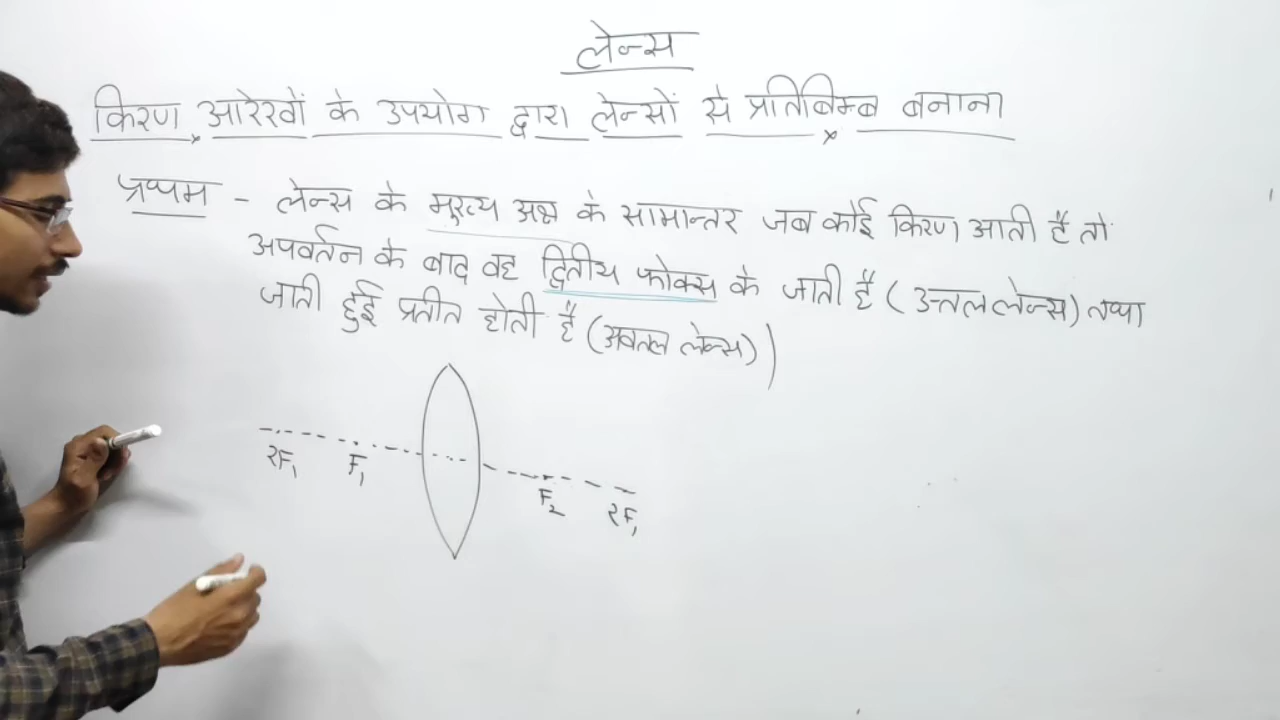 लेन्स
किरण आरेखों के उपयोग द्वारा लेन्सों से प्रतिबिम्ब बनाना
प्रथम - लेन्स के मुख्य अक्ष के सामान्तर जब कोई किरण आती है तो
अपवर्तन के बाद वह द्वितीय फोक्स के जाती है (उत्तल लेन्स) तथा
जाती हुई प्रतीत होती है (अवतल लेन्स))
2F₁ F₁ F₂ 2F₁